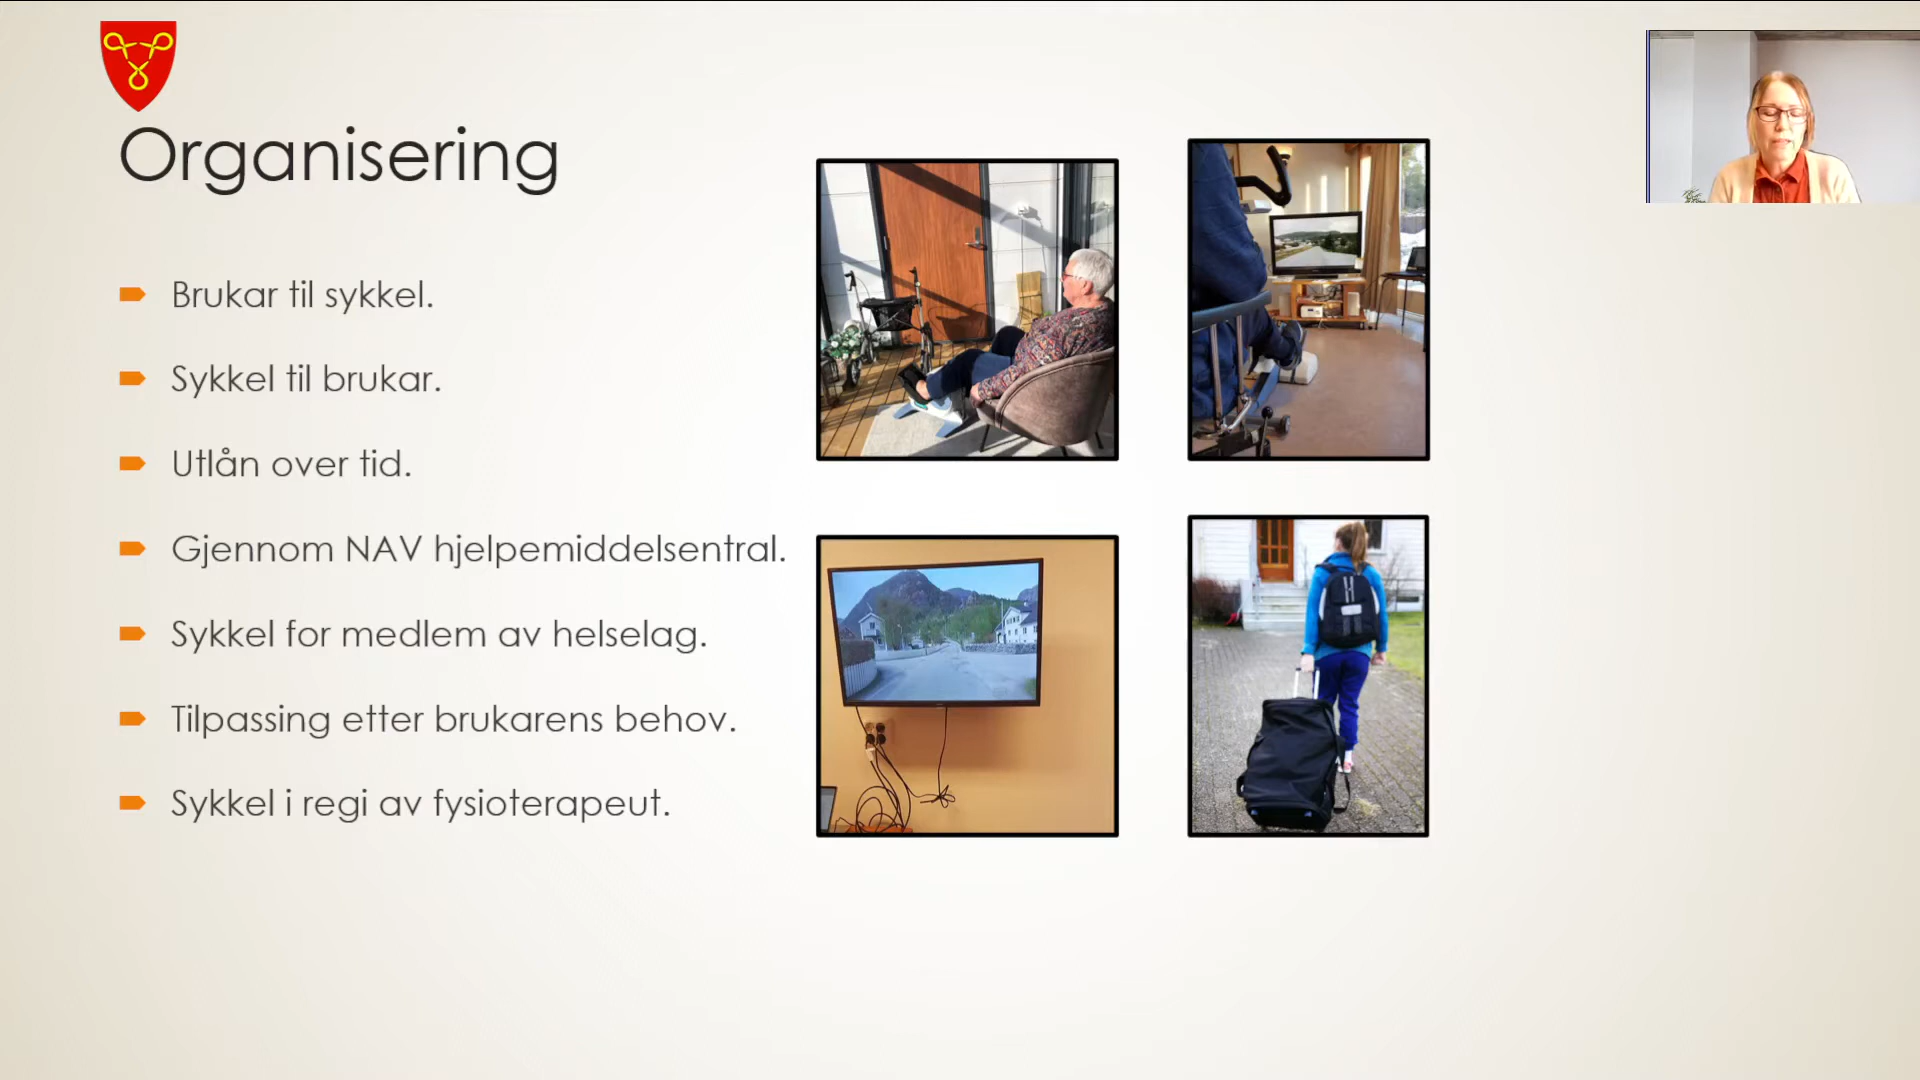 Organisering
Brukar til sykkel.
Sykkel til brukar.
Utlån over tid.
Gjennom NAV hjelpemiddelsentral.
Sykkel for medlem av helselag.
Tilpassing etter brukarens behov.
Sykkel i regi av fysioterapeut.